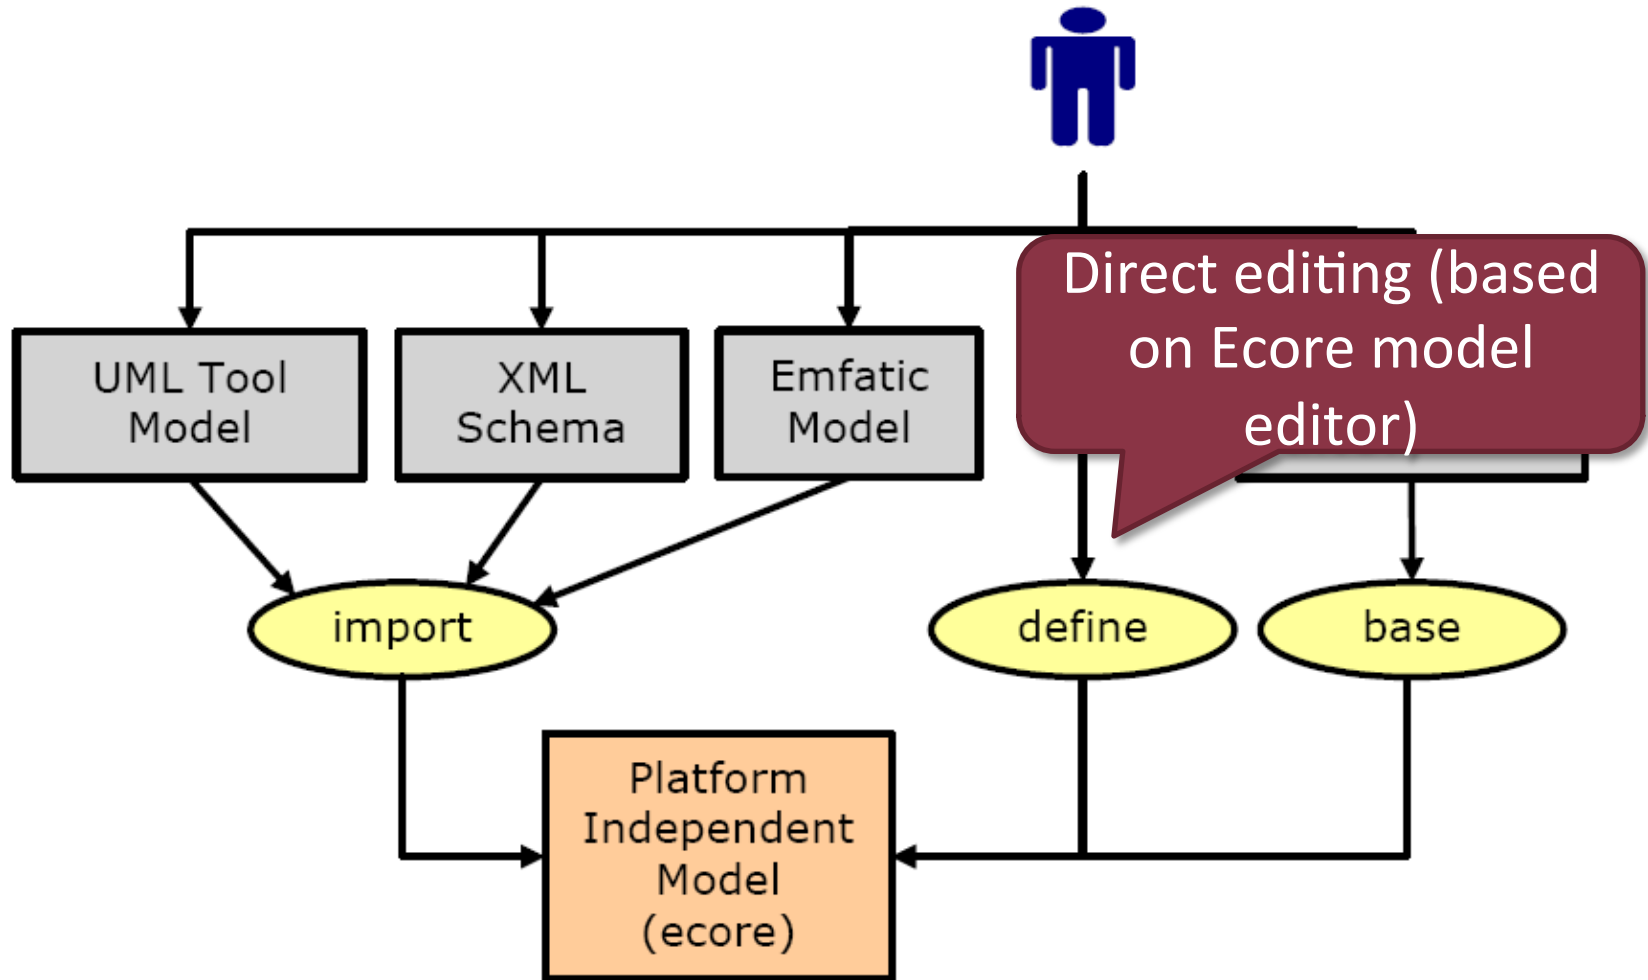 Direct editing (based
on Ecore model
editor)
UML Tool
Model
XML
Schema
Emfatic
Model
import
define
base
Platform
Independent
Model
(ecore)